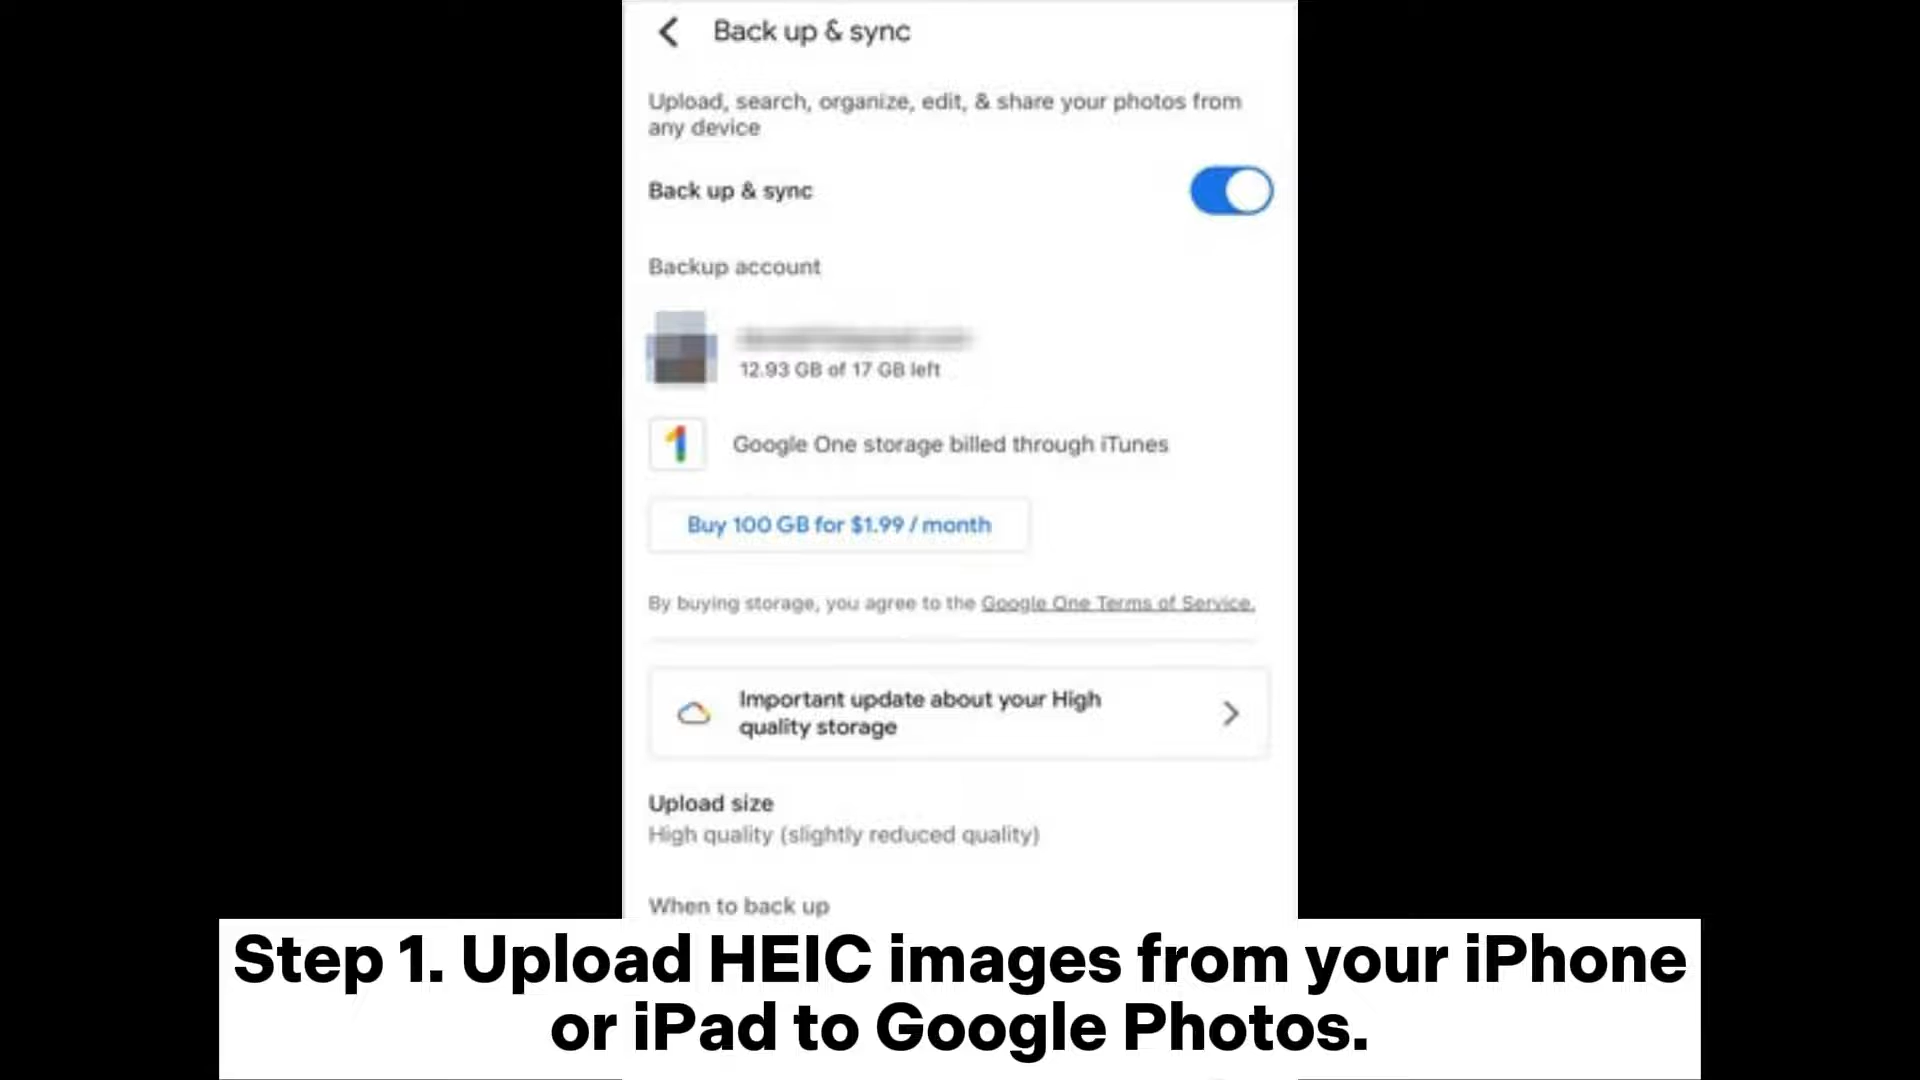 Back up & sync
Upload, search, organize, edit, & share your photos from
any device
Back up & sync
Backup account
12.93 GB of 17 GB left
Google One storage billed through iTunes
Buy 100 GB for $1.99 / month
By buying storage, you agree to the Google One Terms of Service.
Important update about your High
quality storage
Upload size
High quality (slightly reduced quality)
When to back up
Step 1. Upload HEIC images from your iPhone
or iPad to Google Photos.